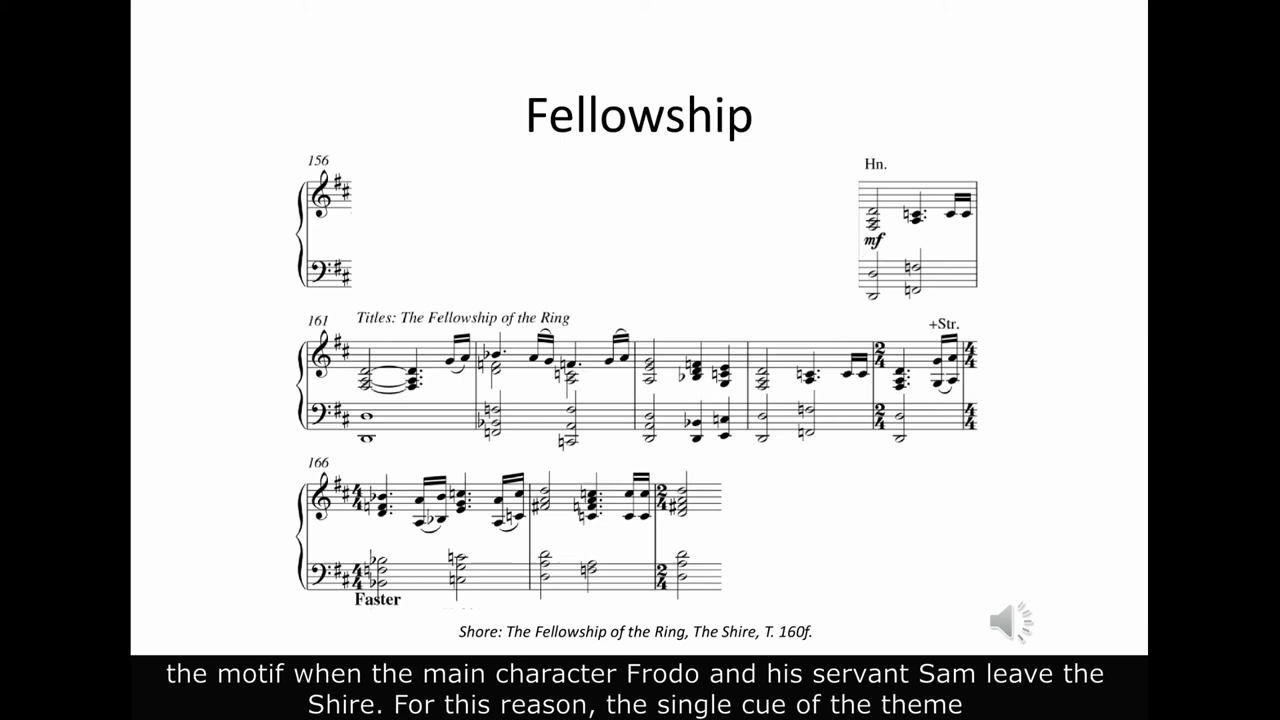 Fellowship
156
Hn.
mf
161
Titles: The Fellowship of the Ring
+Str.
166
Faster
Shore: The Fellowship of the Ring, The Shire, T. 160f.
the motif when the main character Frodo and his servant Sam leave the
Shire. For this reason, the single cue of the theme